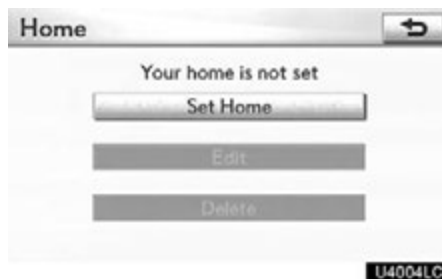 Home
Your home is not set
Set Home
Edit
Delete
U4004LC